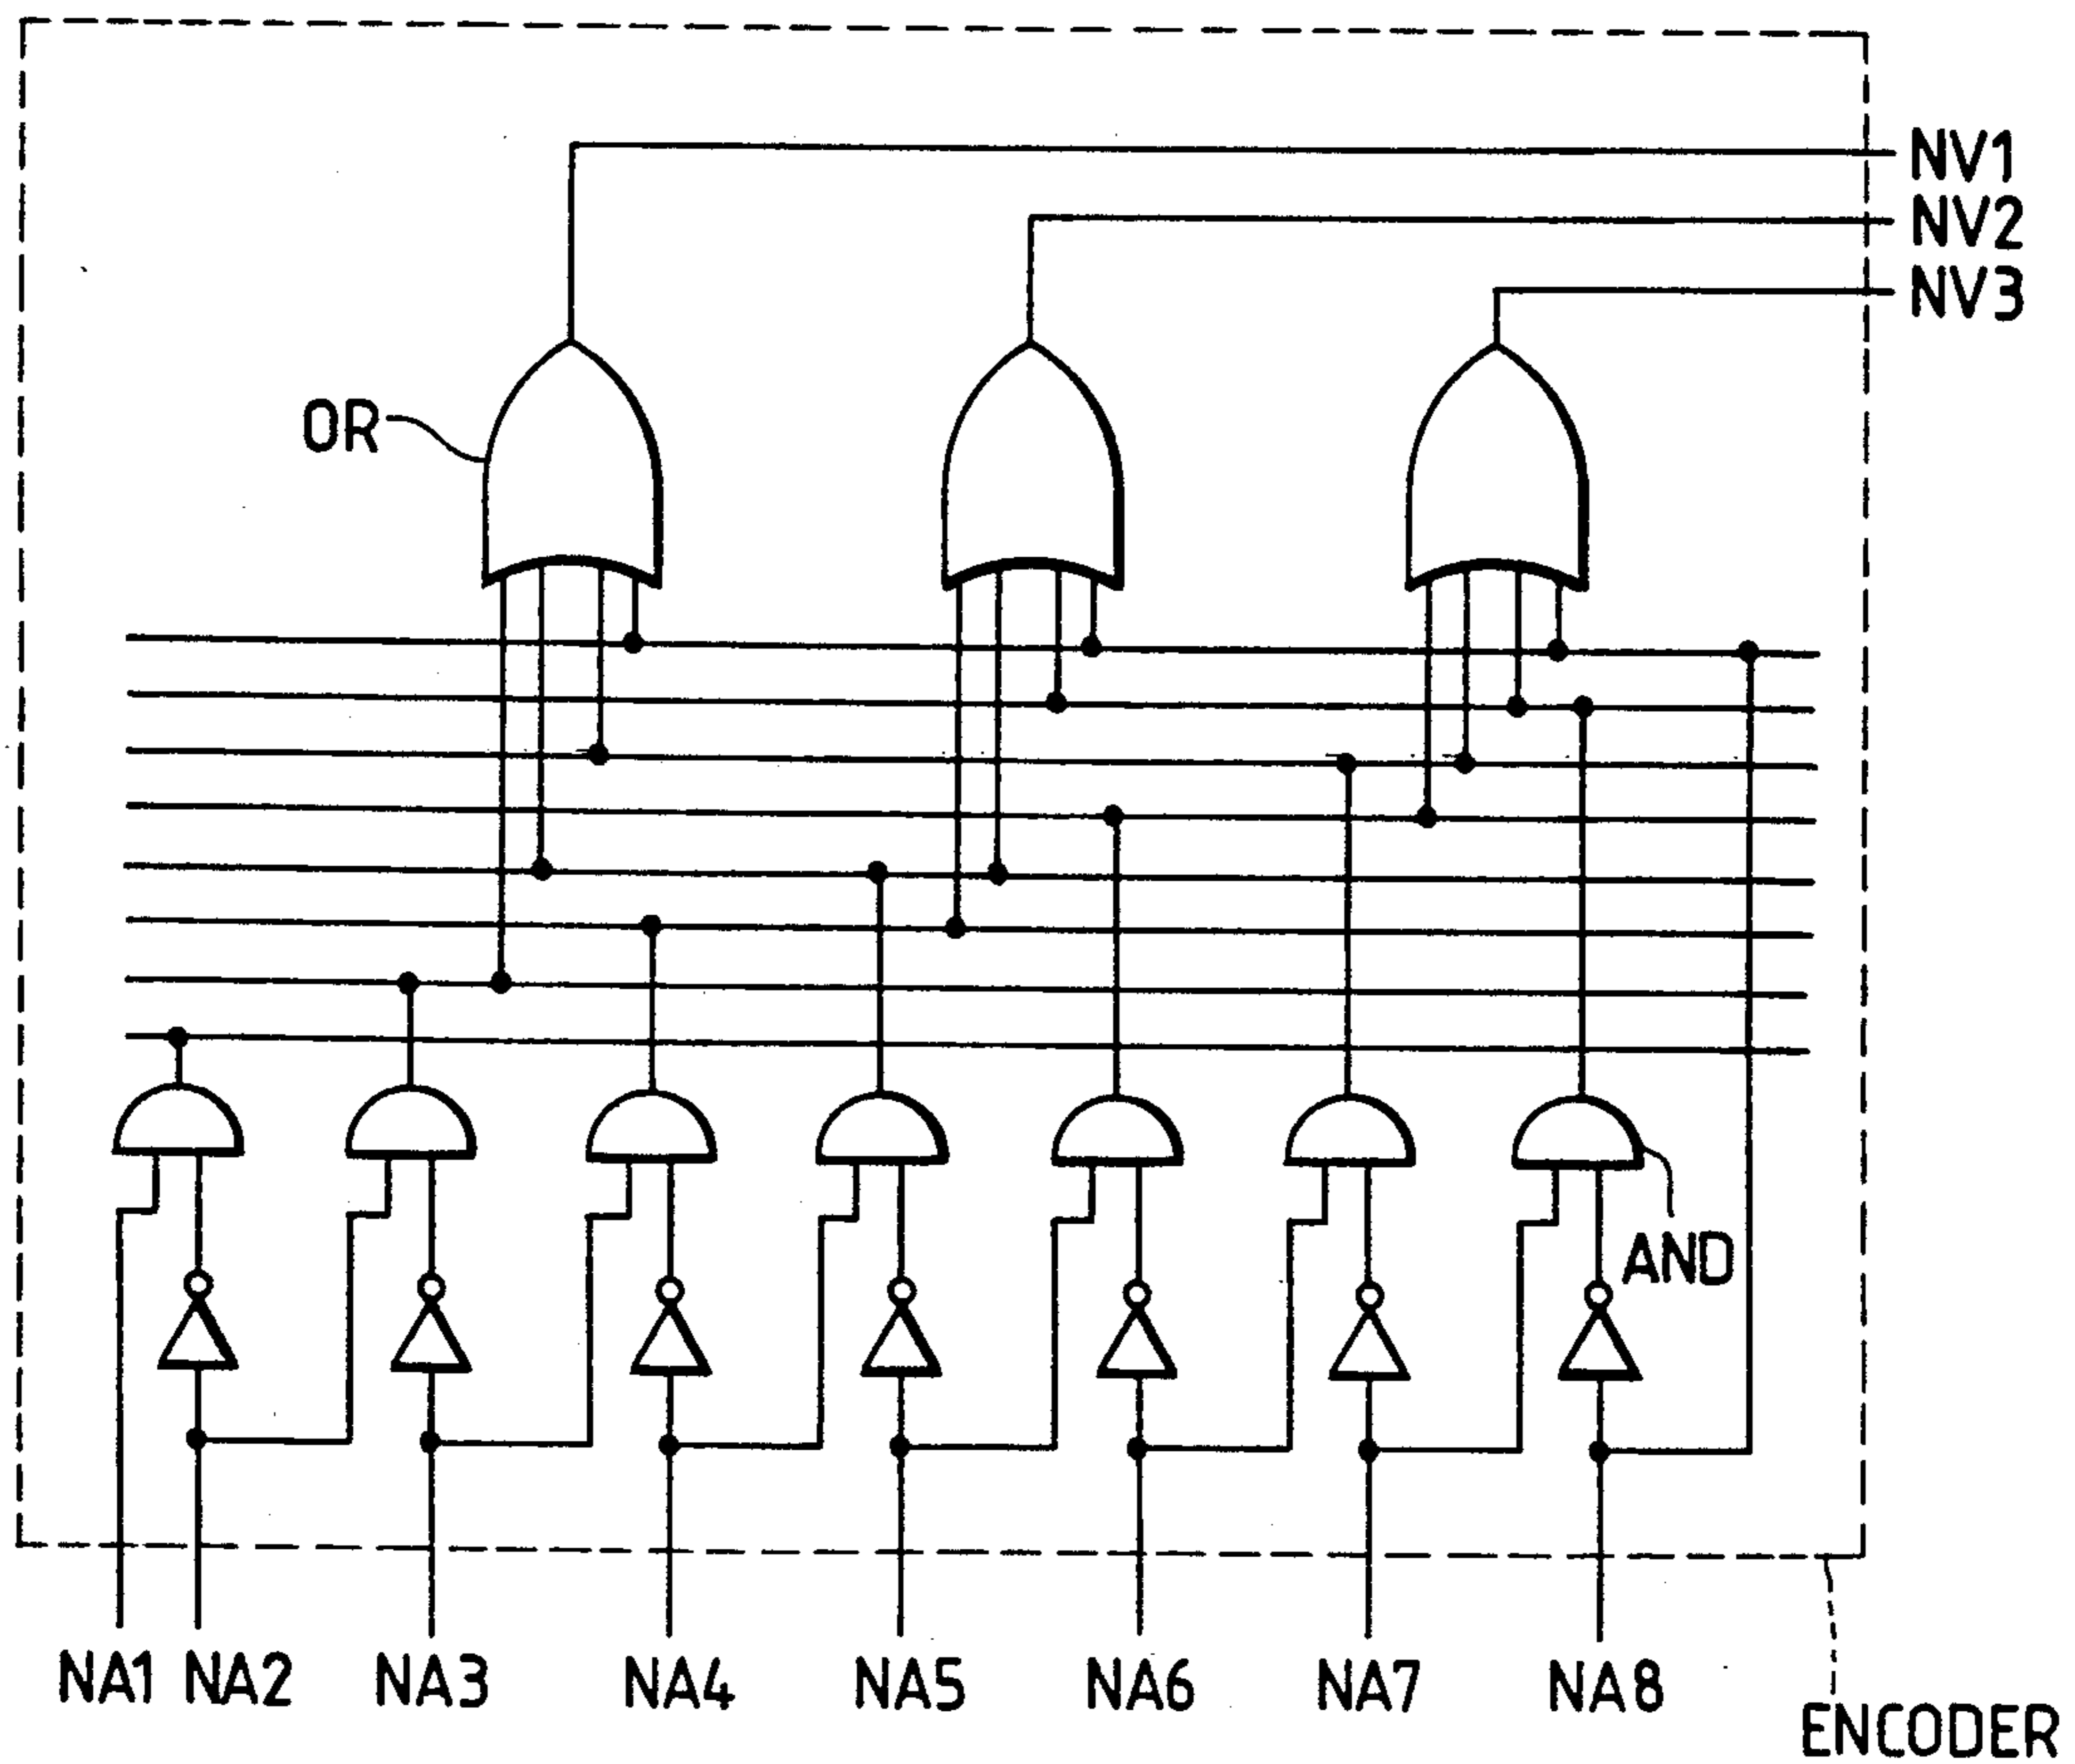 NV1
NV2
NV3
OR
AND
NA1 NA2 NA3 NA4 NA5 NA6 NA7 NA8
ENCODER